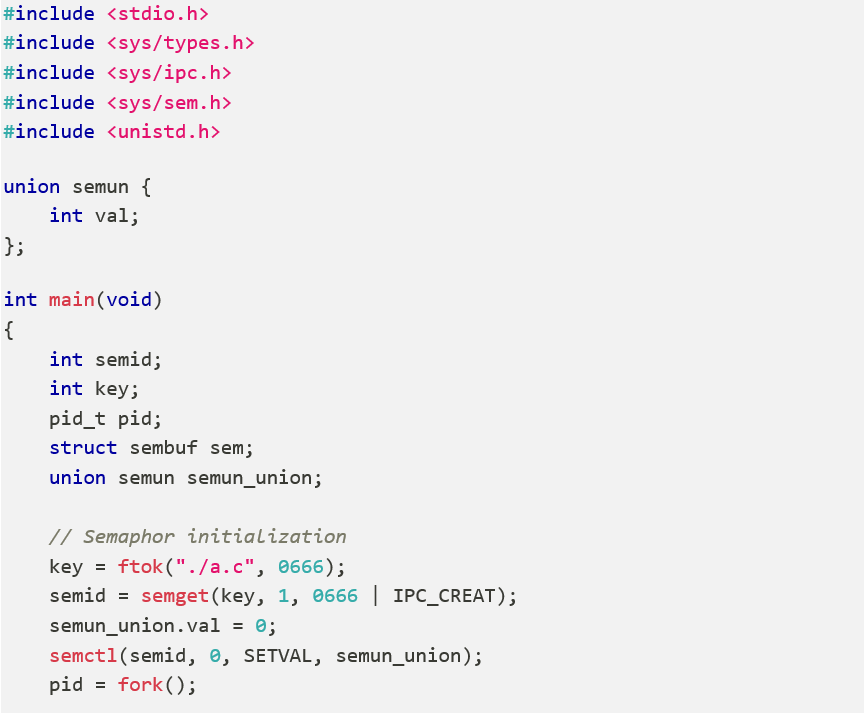 #include <stdio.h>
#include <sys/types.h>
#include <sys/ipc.h>
#include <sys/sem.h>
#include <unistd.h>

union semun {
    int val;
};

int main(void)
{
    int semid;
    int key;
    pid_t pid;
    struct sembuf sem;
    union semun semun_union;

    // Semaphor initialization
    key = ftok("./a.c", 0666);
    semid = semget(key, 1, 0666 | IPC_CREAT);
    semun_union.val = 0;
    semctl(semid, 0, SETVAL, semun_union);
    pid = fork();